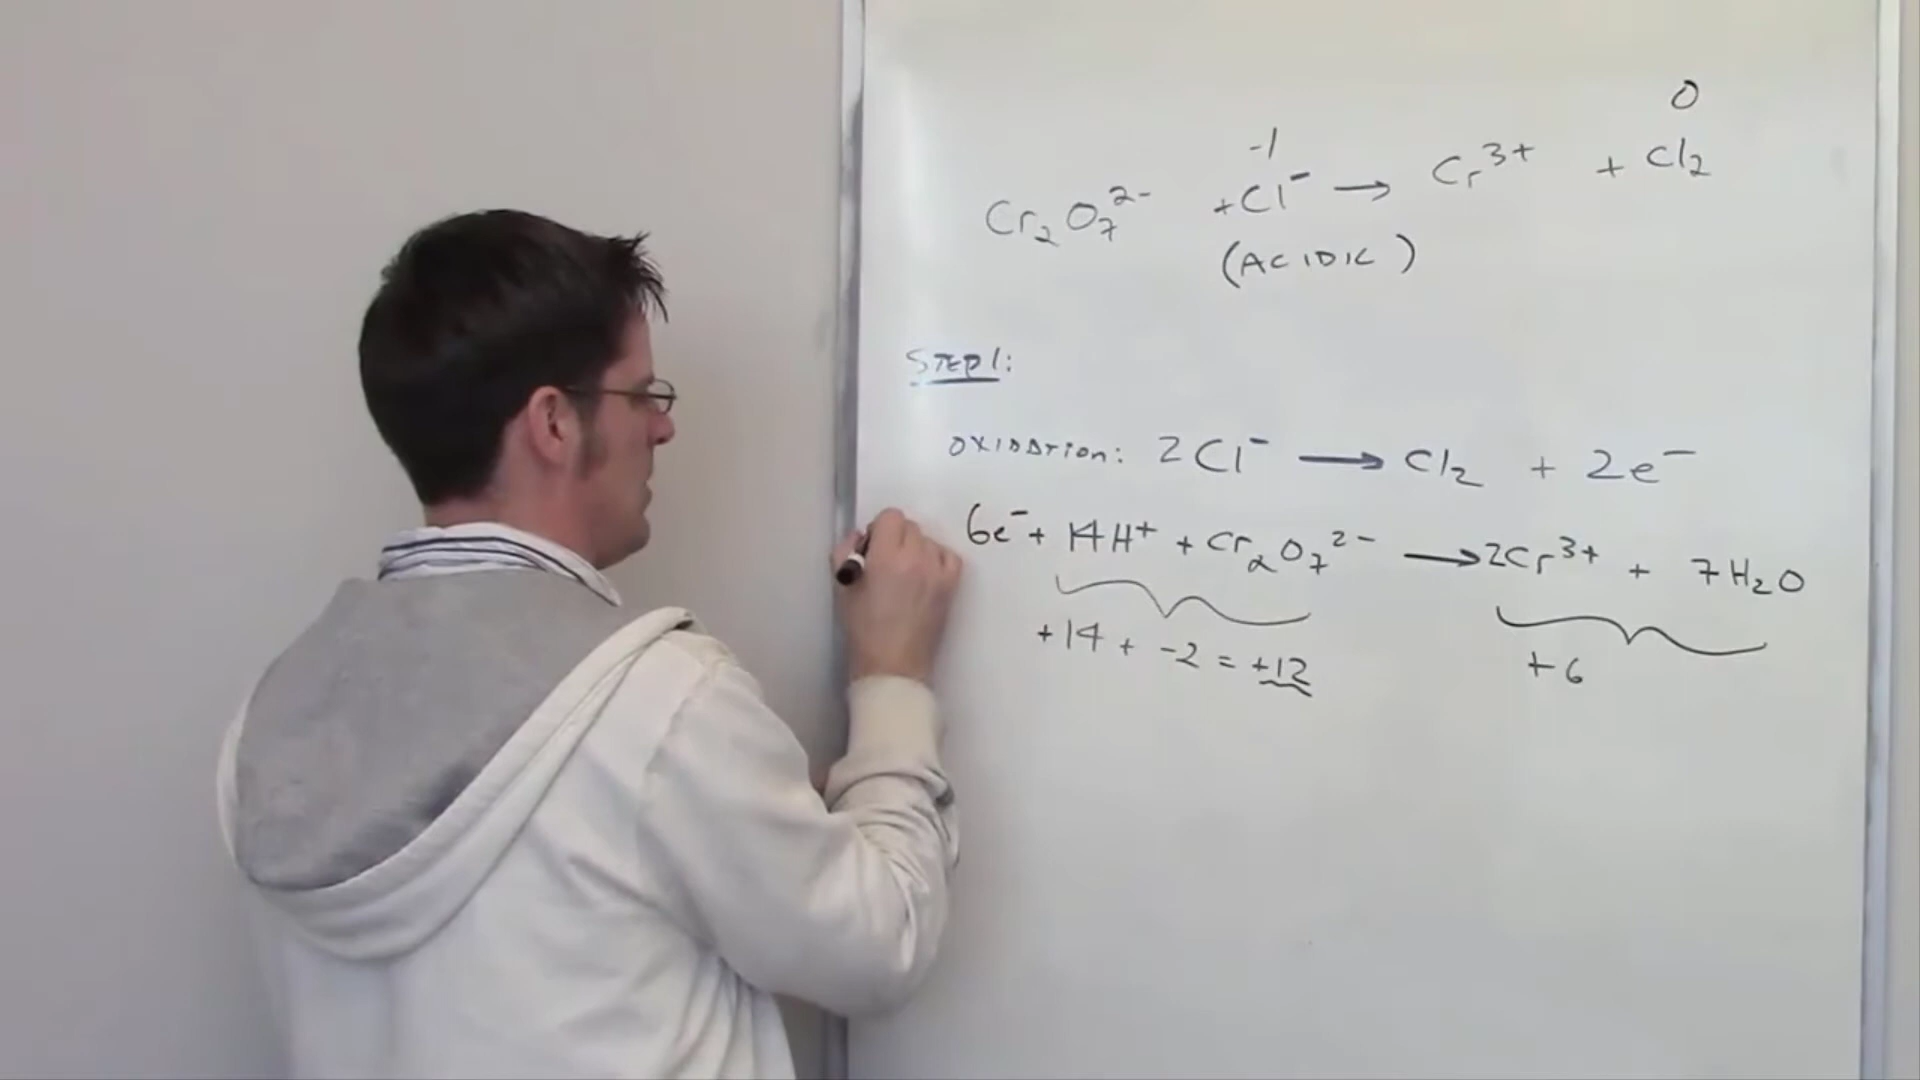 0
-1
Cr₂O₇²⁻ + Cl⁻ → Cr³⁺ + Cl₂
(ACIDIC)
STEP 1:
OXIDATION: 2Cl⁻ → Cl₂ + 2e⁻
6e⁻ + 14H⁺ + Cr₂O₇²⁻ → 2Cr³⁺ + 7H₂O
+14 + -2 = +12 +6